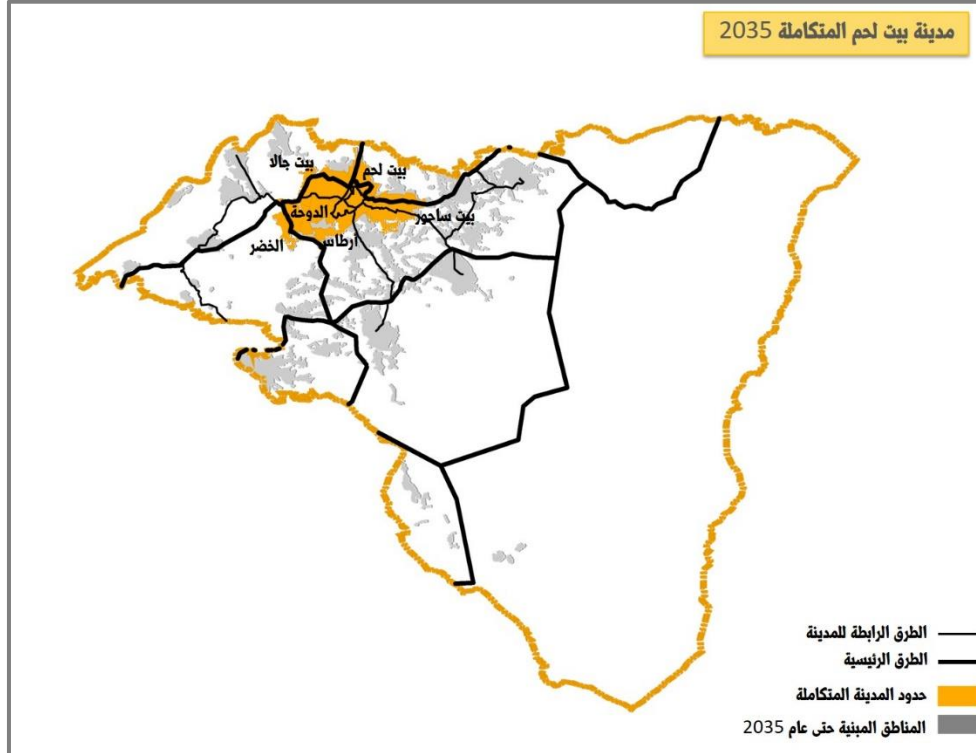 مدينة بيت لحم المتكاملة 2035
بيت جالا
بيت لحم
الدوحة
بيت ساحور
أرطاس
الخضر
الطرق الرابطة للمدينة
الطرق الرئيسية
حدود المدينة المتكاملة
المناطق المبنية حتى عام 2035